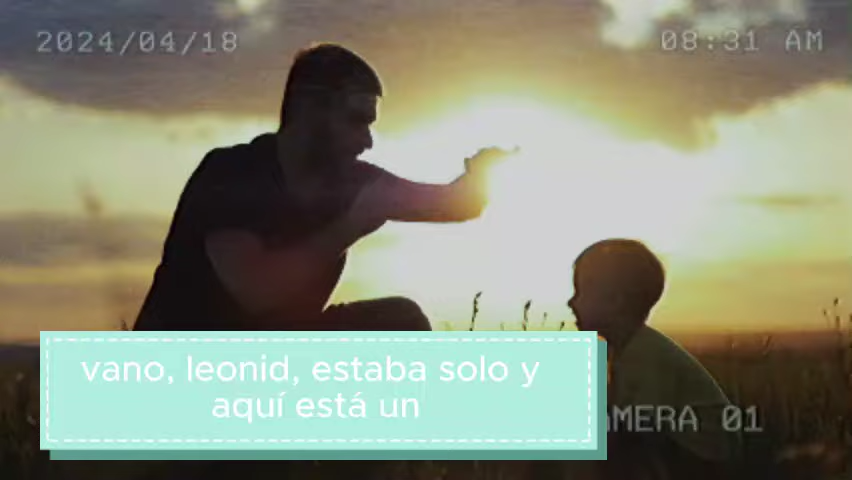 2024/04/18
08:31 AM
vano, leonid, estaba solo y
aquí está un
AMERA 01